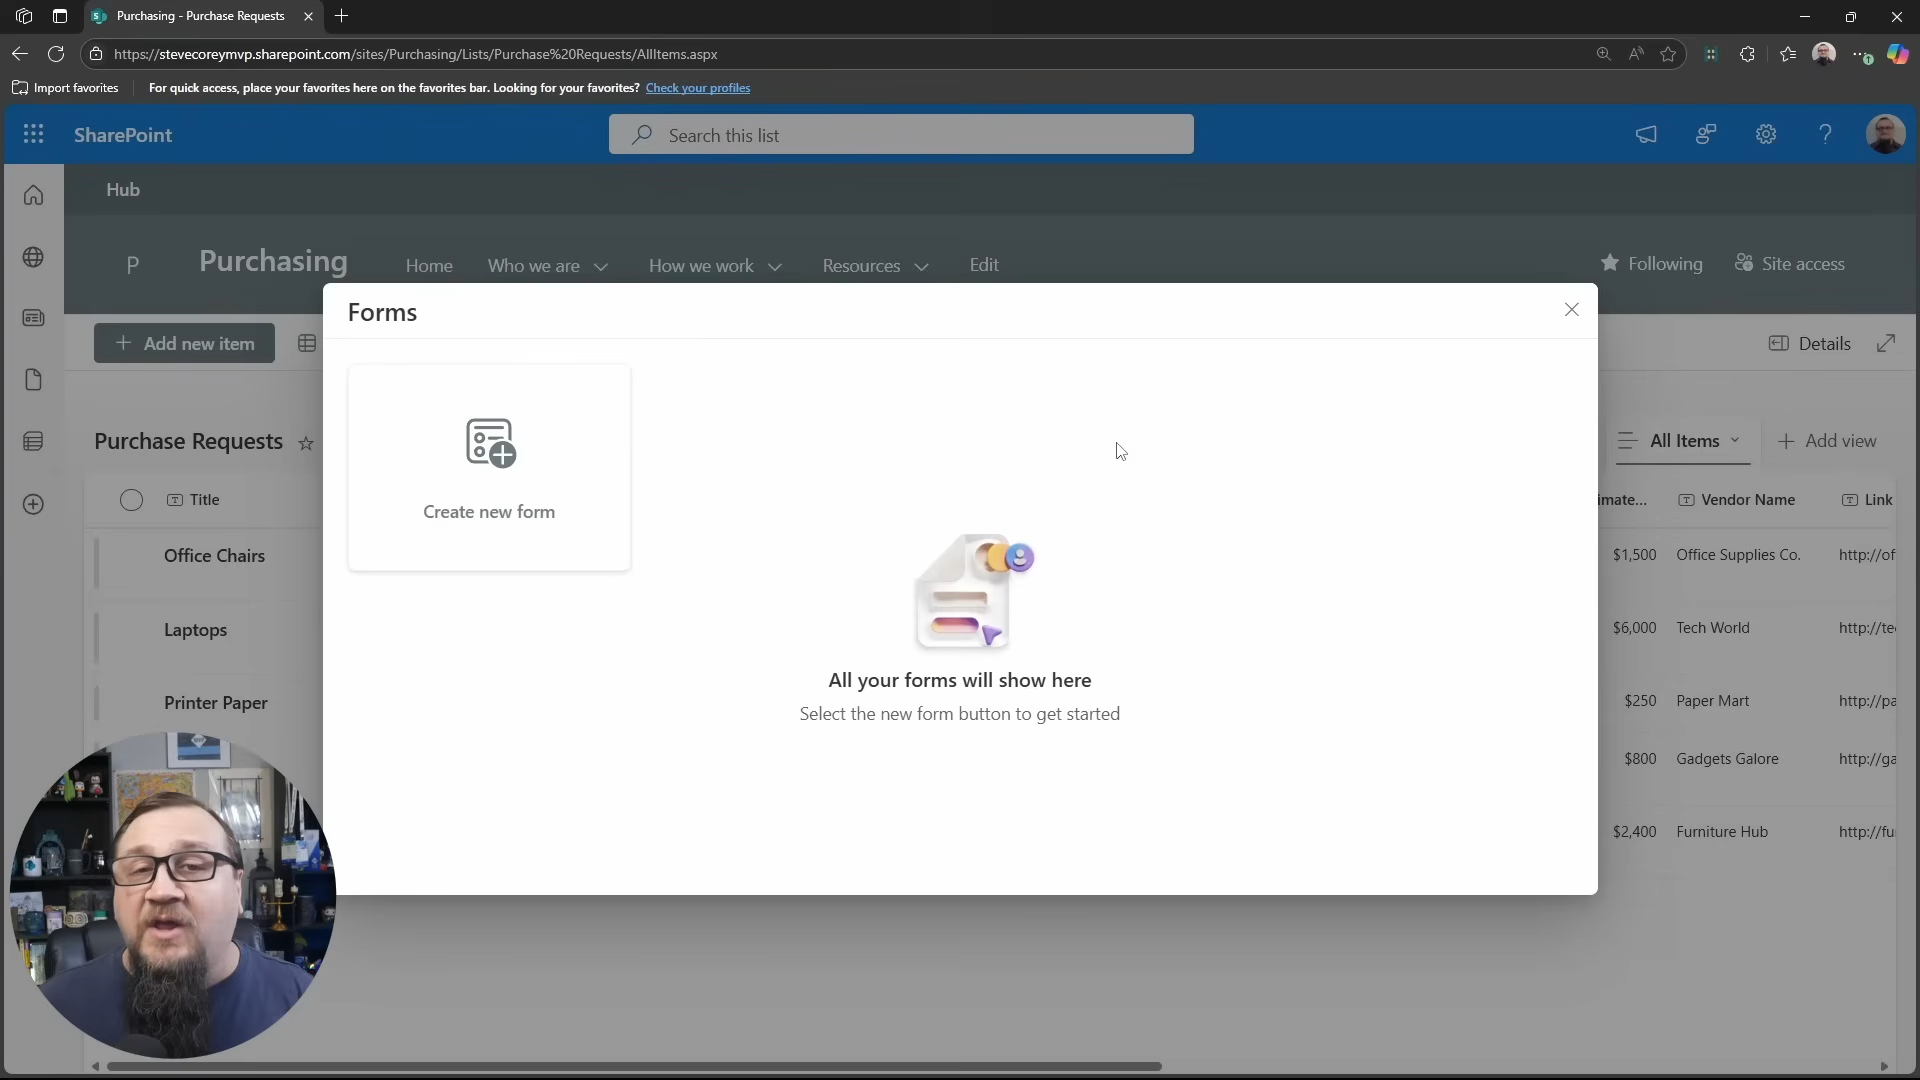 Purchasing - Purchase Requests
https://stevecoreymvp.sharepoint.com/sites/Purchasing/Lists/Purchase%20Requests/AllItems.aspx
Import favorites
For quick access, place your favorites here on the favorites bar. Looking for your favorites? Check your profiles
SharePoint
Search this list
Hub
P
Purchasing
Home
Who we are
How we work
Resources
Edit
Following
Site access
Forms
Add new item
Details
Create new form
Purchase Requests
All Items
Add view
Title
imate...
Vendor Name
Link
Office Chairs
$1,500
Office Supplies Co.
http://of
Laptops
$6,000
Tech World
http://te
All your forms will show here
Select the new form button to get started
Printer Paper
$250
Paper Mart
http://pa
$800
Gadgets Galore
http://ga
$2,400
Furniture Hub
http://fu